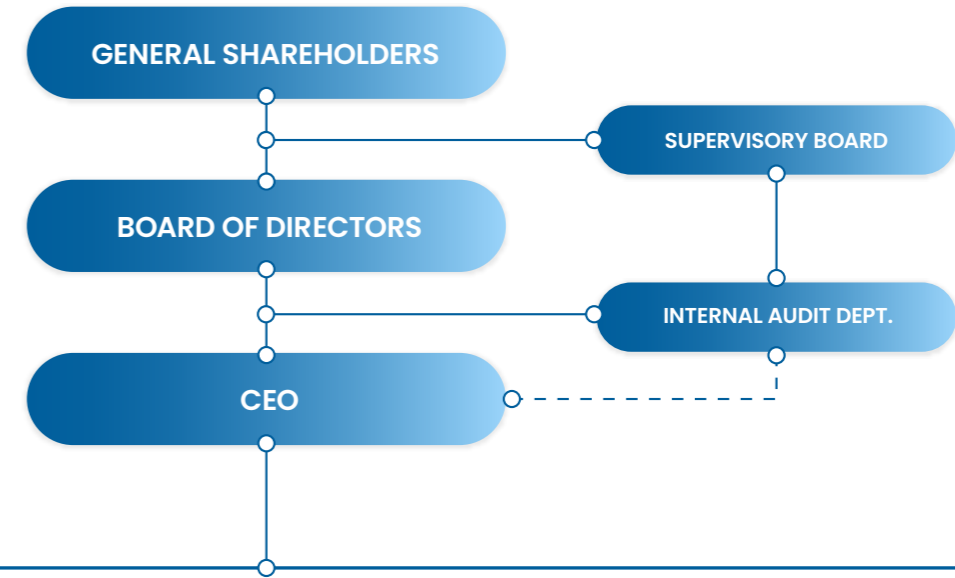 GENERAL SHAREHOLDERS
SUPERVISORY BOARD
BOARD OF DIRECTORS
INTERNAL AUDIT DEPT.
CEO